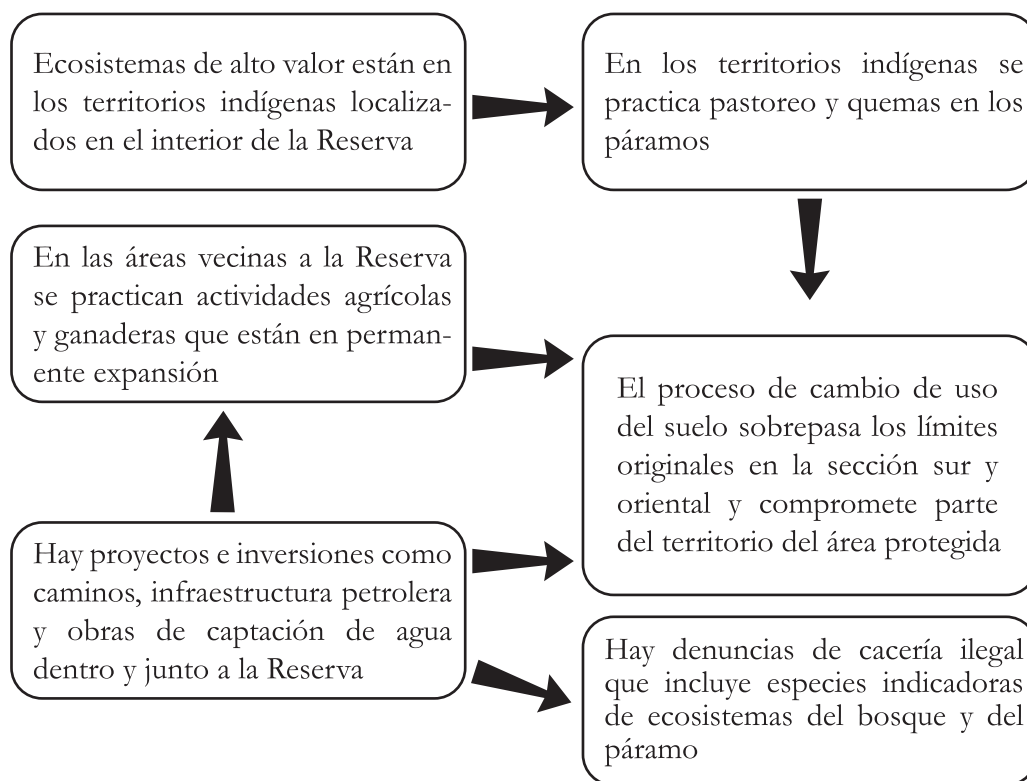 Ecosistemas de alto valor están en
los territorios indígenas localiza-
dos en el interior de la Reserva
En los territorios indígenas se
practica pastoreo y quemas en los
páramos
En las áreas vecinas a la Reserva
se practican actividades agrícolas
y ganaderas que están en perman-
ente expansión
El proceso de cambio de uso
del suelo sobrepasa los límites
originales en la sección sur y
oriental y compromete parte
del territorio del área protegida
Hay proyectos e inversiones como
caminos, infraestructura petrolera
y obras de captación de agua
dentro y junto a la Reserva
Hay denuncias de cacería ilegal
que incluye especies indicadoras
de ecosistemas del bosque y del
páramo